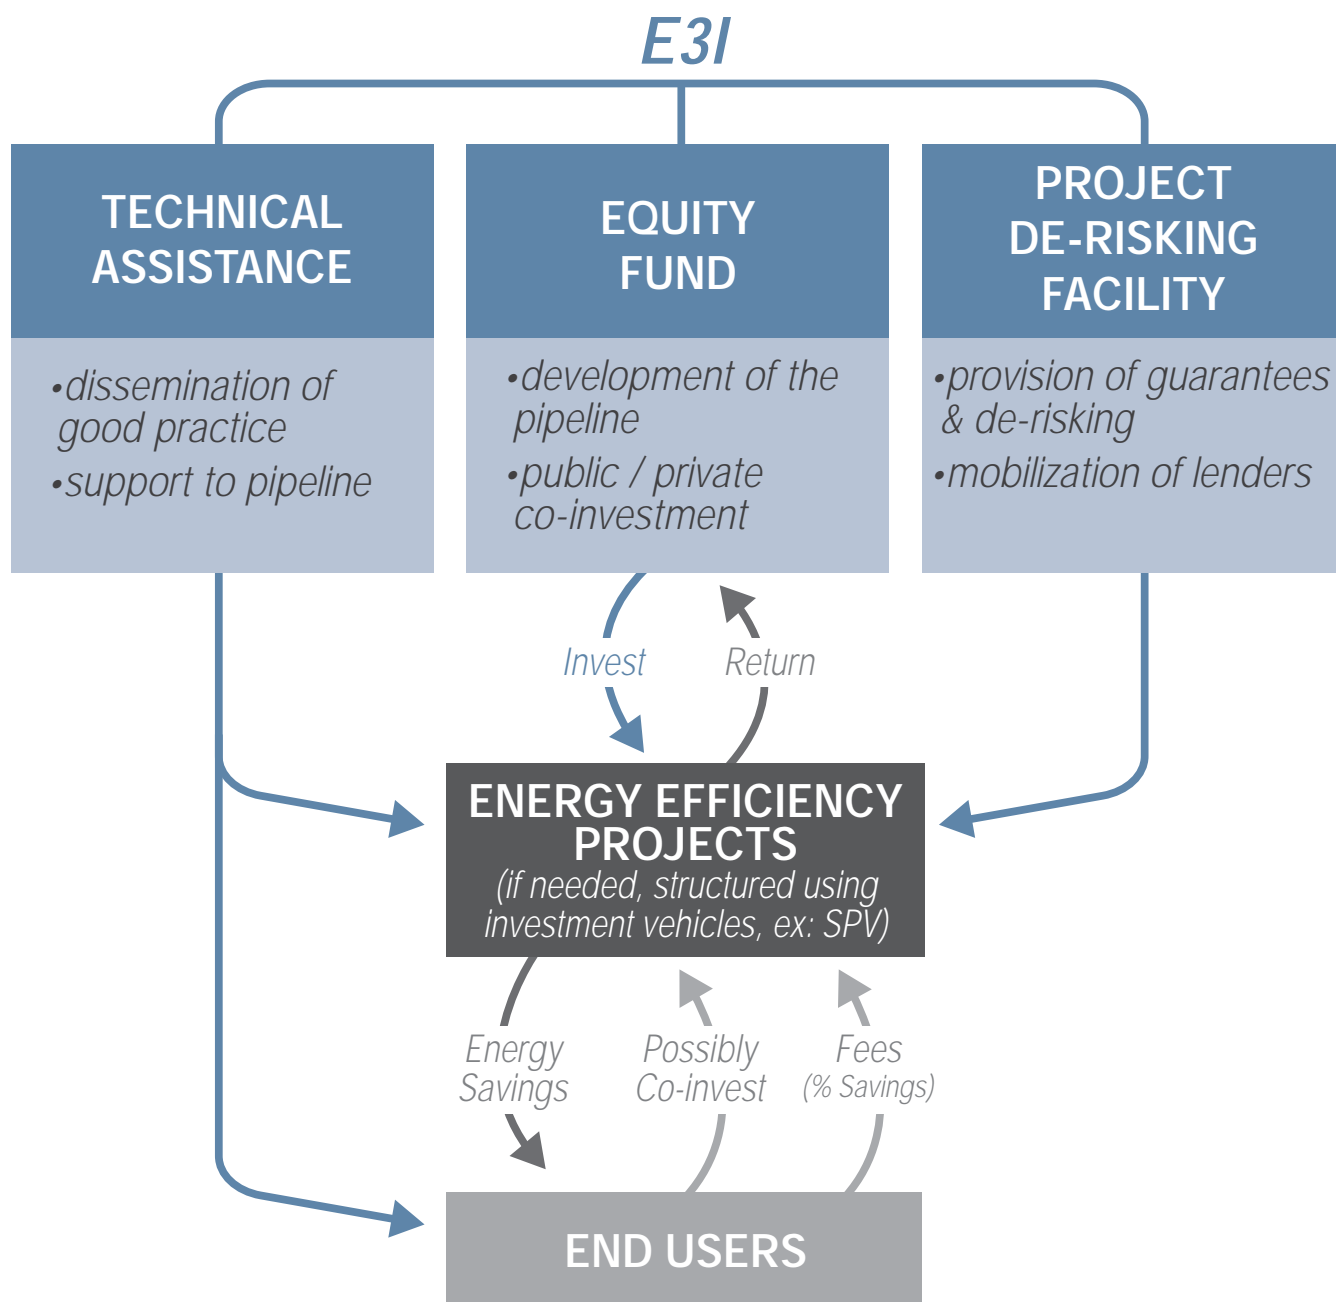 E3I
TECHNICAL
ASSISTANCE
•dissemination of
good practice
•support to pipeline
EQUITY
FUND
•development of the
pipeline
•public / private
co-investment
PROJECT
DE-RISKING
FACILITY
•provision of guarantees
& de-risking
•mobilization of lenders
Invest
Return
ENERGY EFFICIENCY
PROJECTS
(if needed, structured using
investment vehicles, ex: SPV)
Energy
Savings
Possibly
Co-invest
Fees
(% Savings)
END USERS